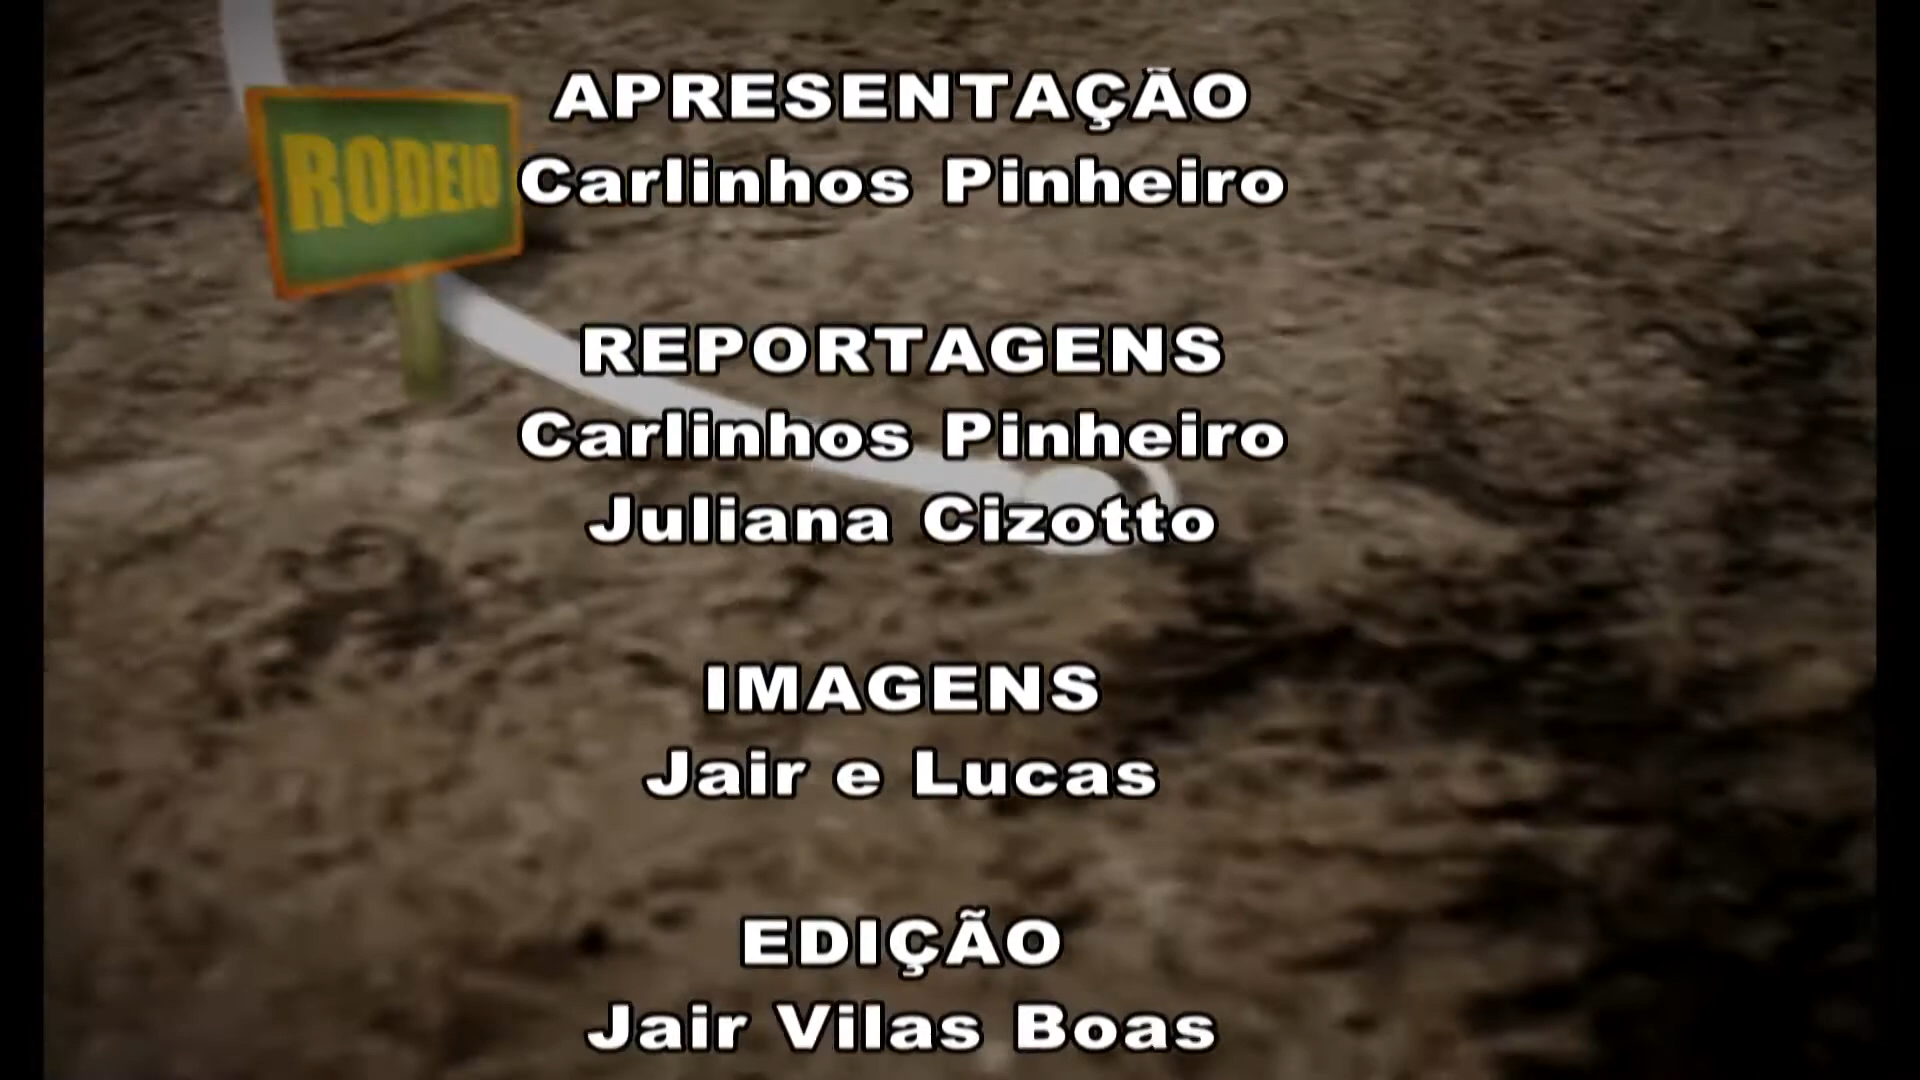 RODEIO
APRESENTAÇÃO
Carlinhos Pinheiro
REPORTAGENS
Carlinhos Pinheiro
Juliana Cizotto
IMAGENS
Jair e Lucas
EDIÇÃO
Jair Vilas Boas